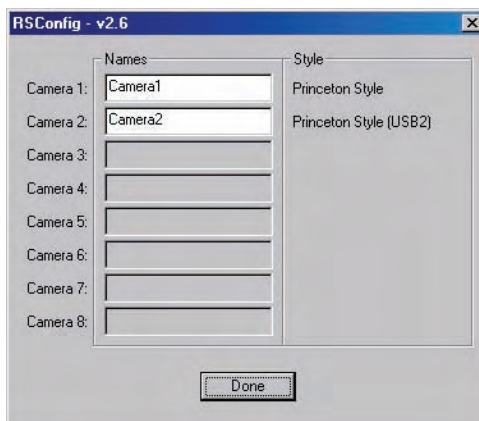 RSConfig - v2.6
Names Style
Camera 1: Camera1 Princeton Style
Camera 2: Camera2 Princeton Style (USB2)
Camera 3:
Camera 4:
Camera 5:
Camera 6:
Camera 7:
Camera 8:
Done